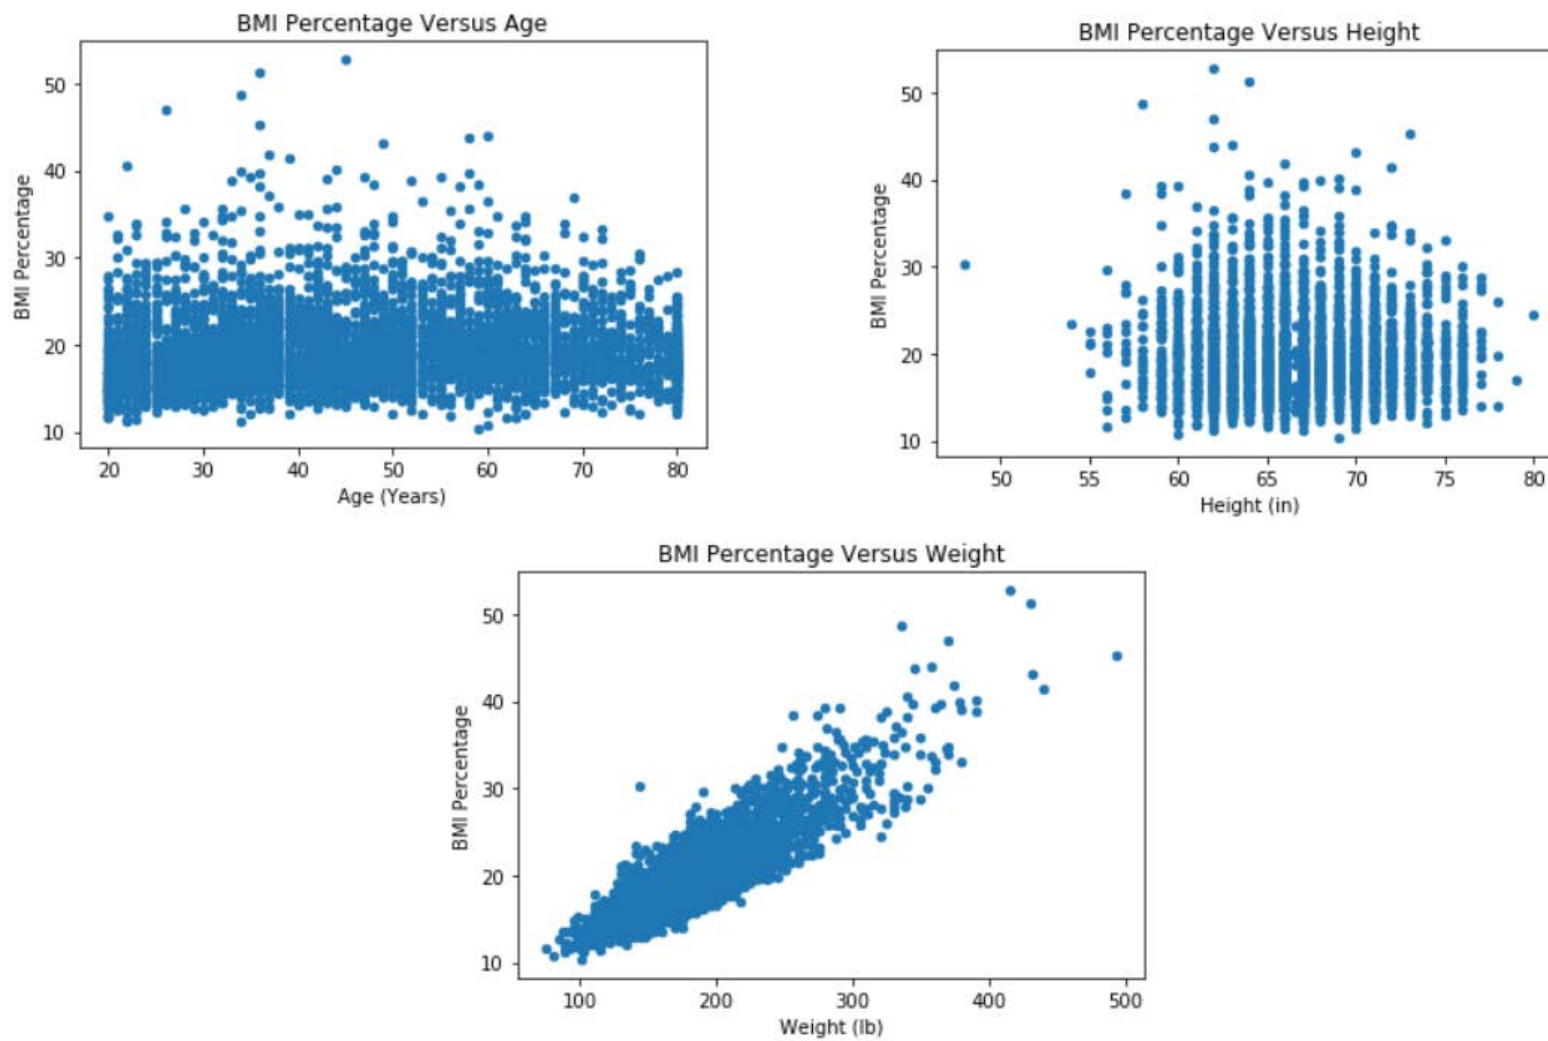 BMI Percentage Versus Age
50
40
30
20
10
BMI Percentage
20 30 40 50 60 70 80
Age (Years)
BMI Percentage Versus Height
50
40
30
20
10
BMI Percentage
50 55 60 65 70 75 80
Height (in)
BMI Percentage Versus Weight
50
40
30
20
10
BMI Percentage
100 200 300 400 500
Weight (lb)